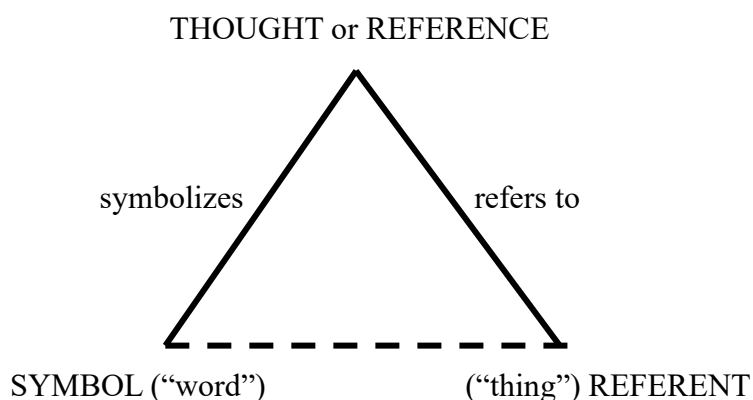 THOUGHT or REFERENCE
symbolizes
refers to
SYMBOL (“word”)
(“thing”) REFERENT